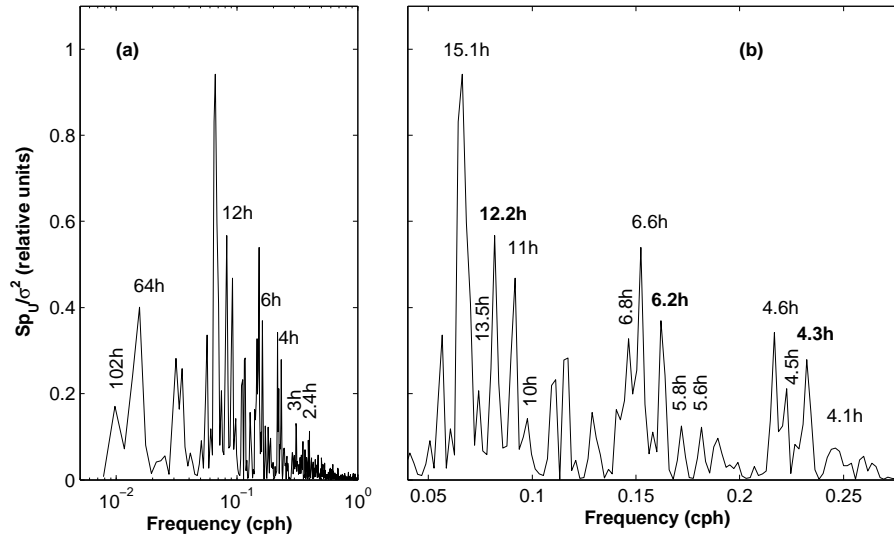 (a)
(b)
1
0.8
0.6
0.4
0.2
0
Sp_U/σ² (relative units)
102h
64h
12h
6h
4h
3h
2.4h
10⁻² 10⁻¹ 10⁰
Frequency (cph)
15.1h
13.5h
12.2h
11h
10h
6.8h
6.6h
6.2h
5.8h
5.6h
4.6h
4.5h
4.3h
4.1h
0.05 0.1 0.15 0.2 0.25
Frequency (cph)